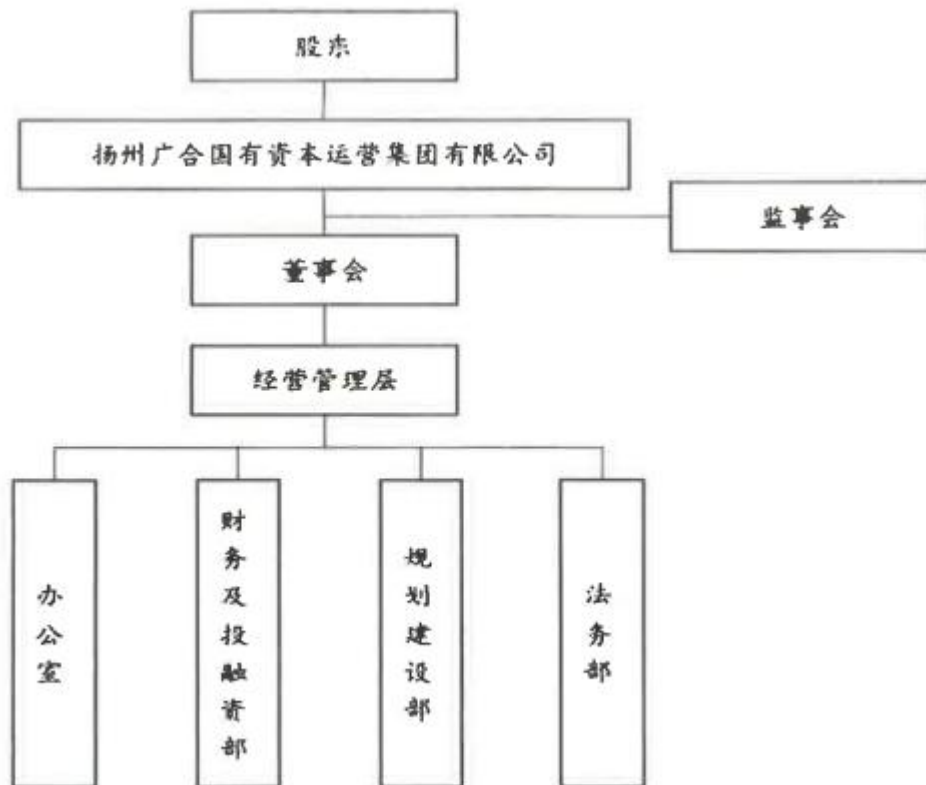 股东
扬州广合国有资本运营集团有限公司
监事会
董事会
经营管理层
办公室
财务及投融资部
规划建设部
法务部